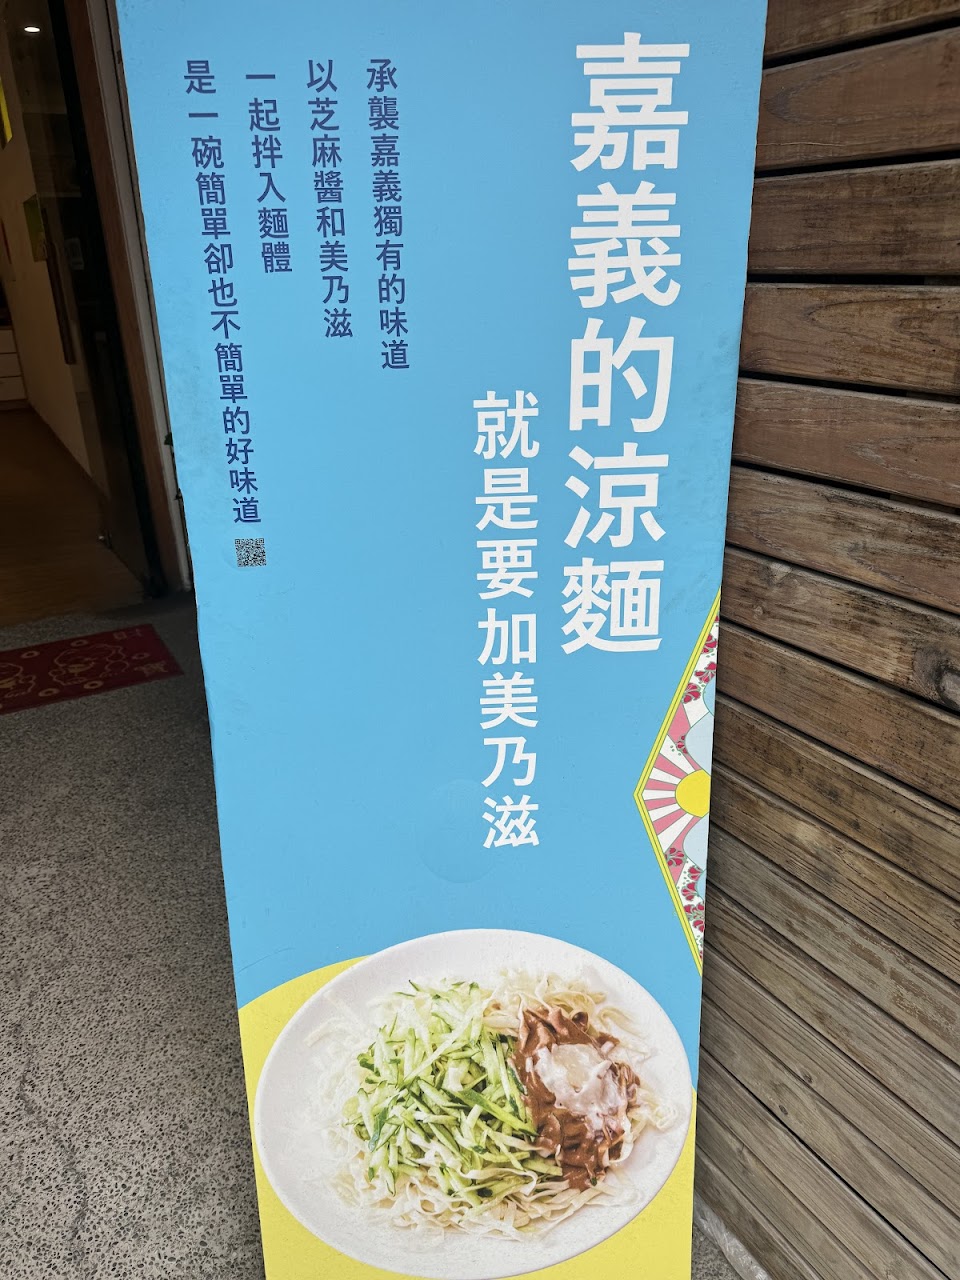 嘉義的涼麵
就是要加美乃滋
承襲嘉義獨有的味道
以芝麻醬和美乃滋
一起拌入麵體
是一碗簡單卻也不簡單的好味道